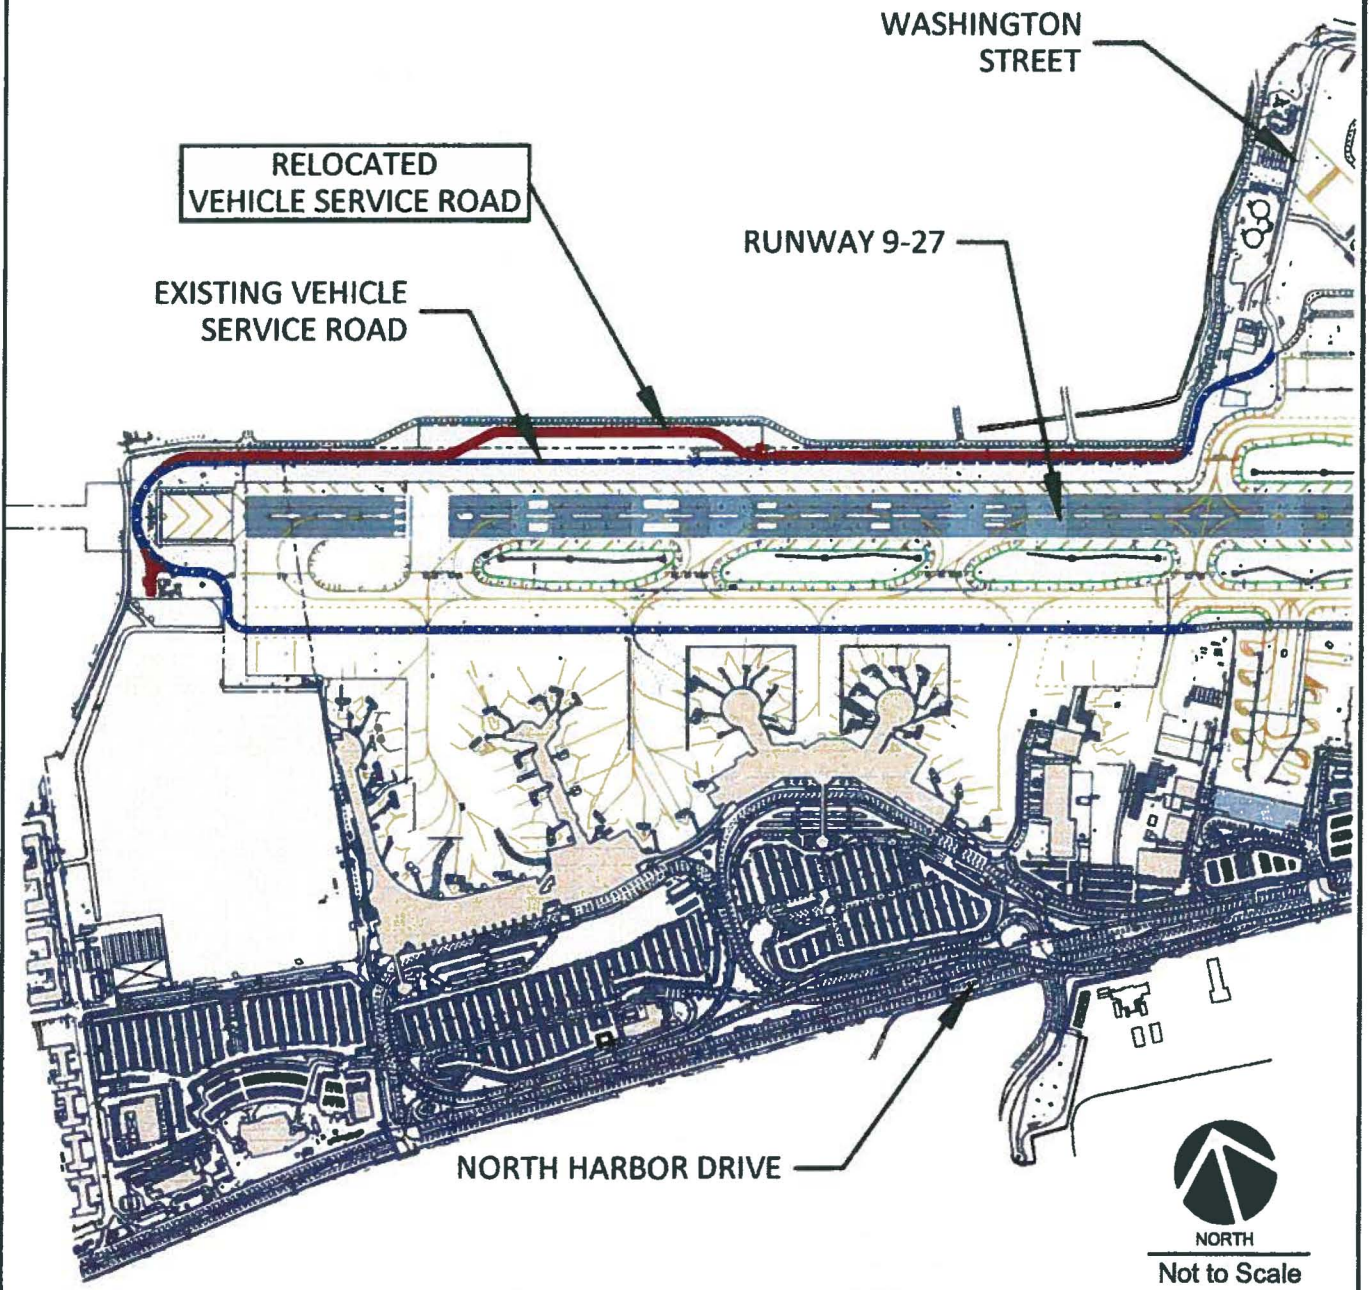 WASHINGTON
STREET
RELOCATED
VEHICLE SERVICE ROAD
RUNWAY 9-27
EXISTING VEHICLE
SERVICE ROAD
NORTH HARBOR DRIVE
NORTH
Not to Scale